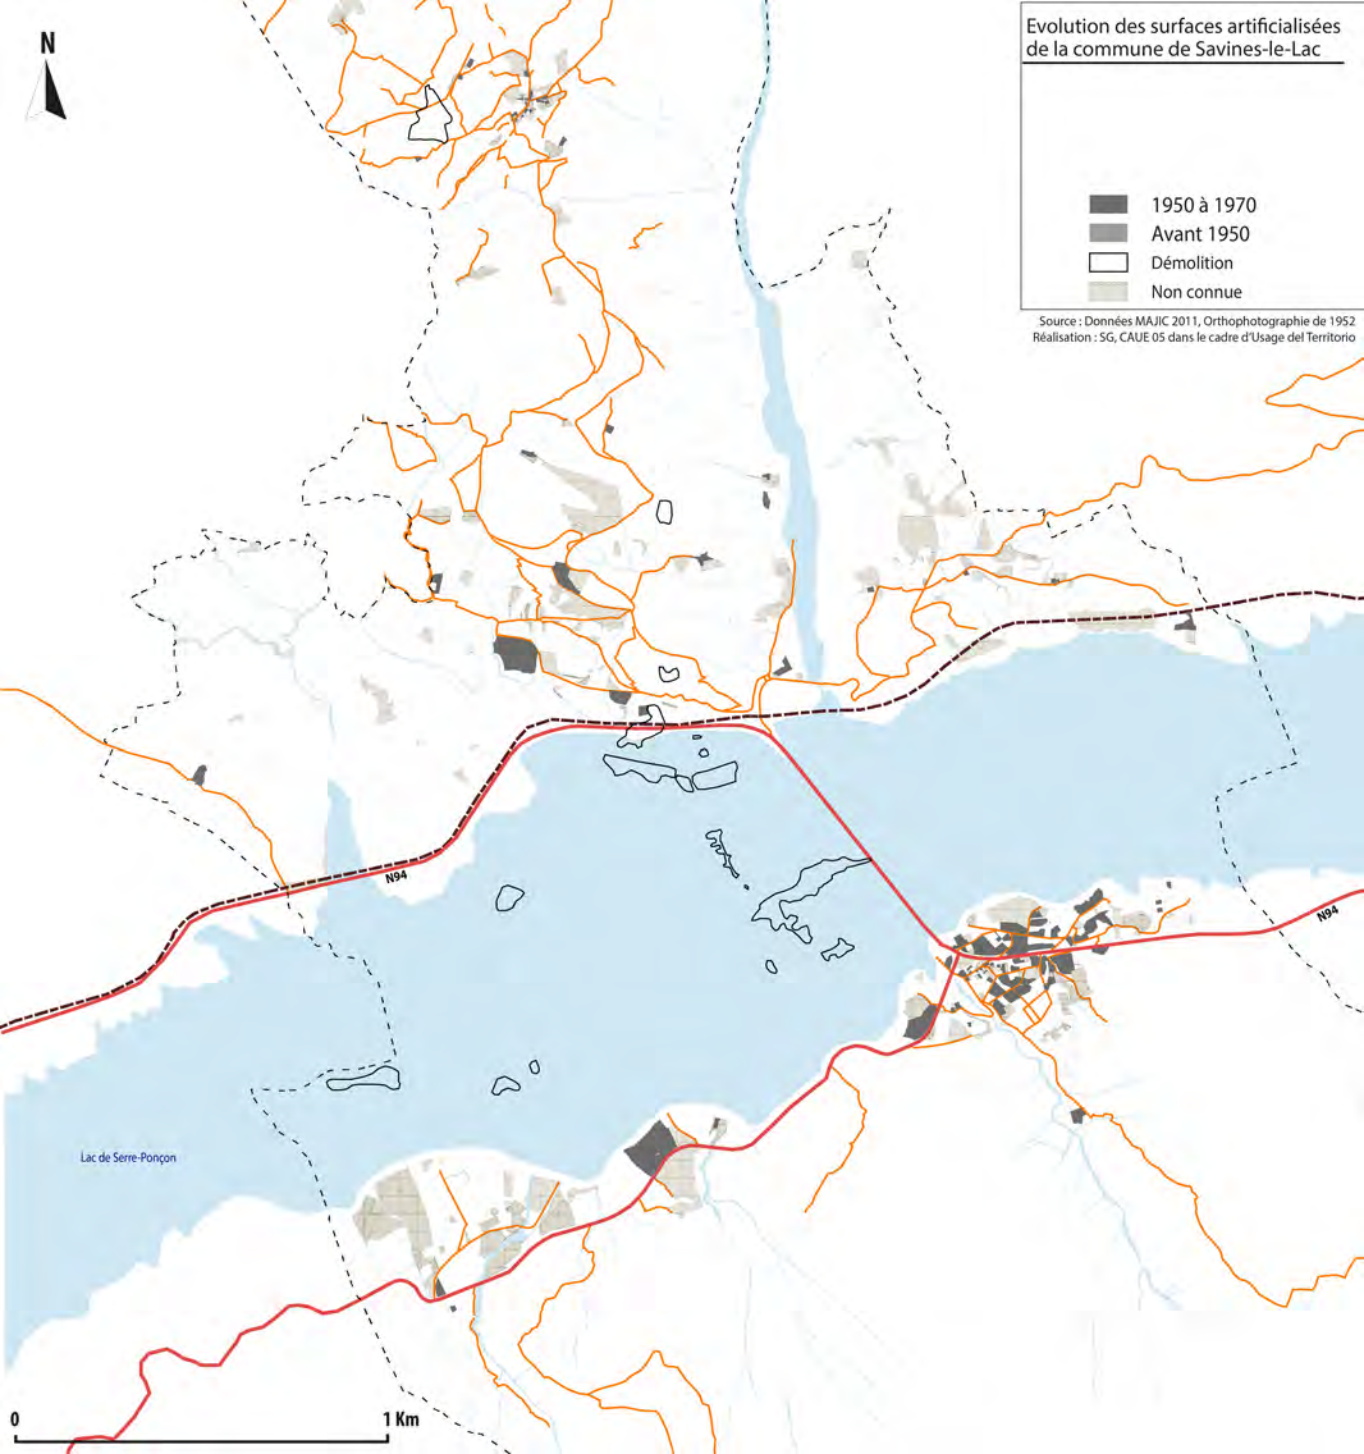 N
Evolution des surfaces artificialisées
de la commune de Savines-le-Lac
1950 à 1970
Avant 1950
Démolition
Non connue
Source : Données MAJIC 2011, Orthophotographie de 1952
Réalisation : SG, CAUE 05 dans le cadre d'Usage del Territorio
N94
N94
Lac de Serre-Ponçon
0
1 Km